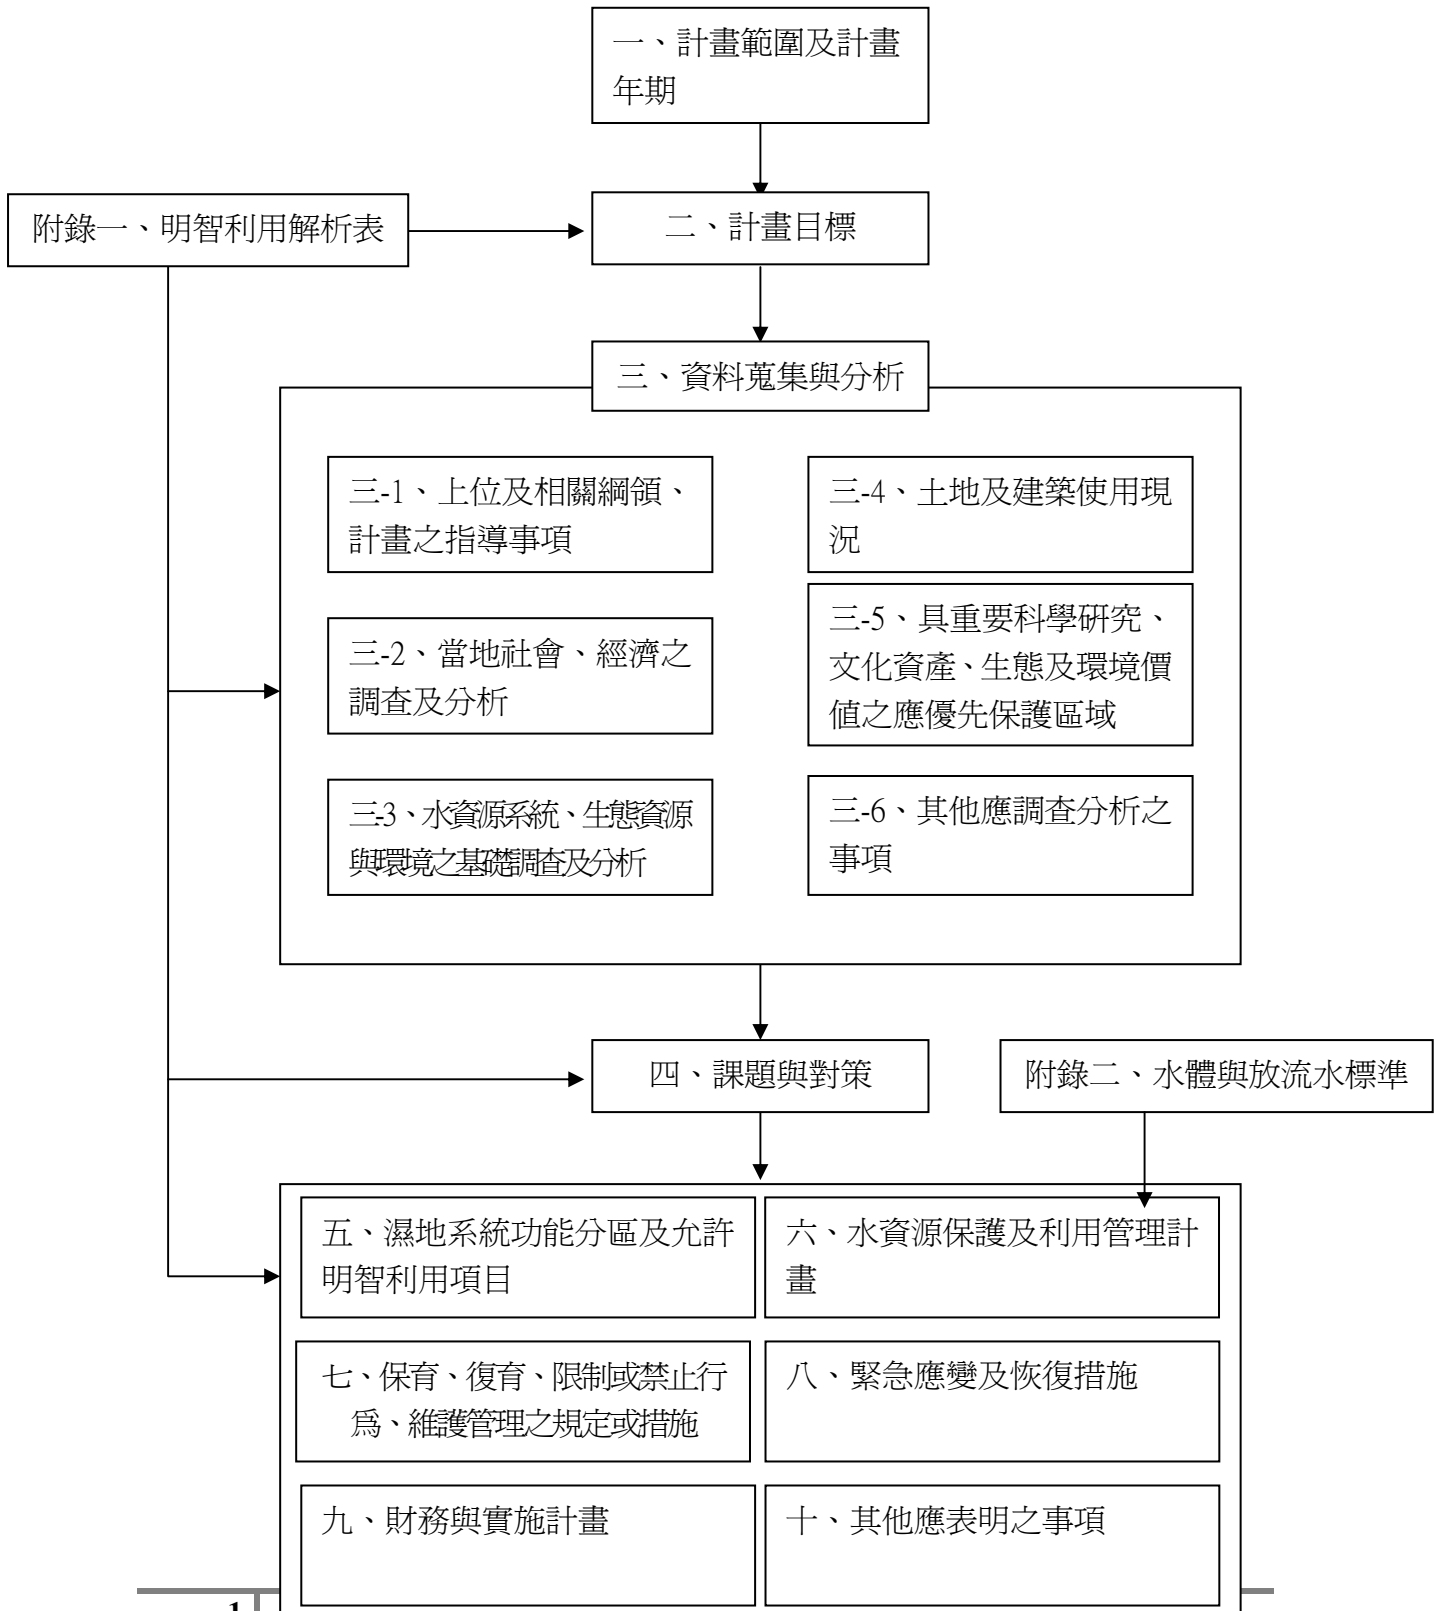 一、計畫範圍及計畫
年期
附錄一、明智利用解析表
二、計畫目標
三、資料蒐集與分析
三-1、上位及相關綱領、
計畫之指導事項
三-4、土地及建築使用現
況
三-2、當地社會、經濟之
調查及分析
三-5、具重要科學研究、
文化資產、生態及環境價
值之應優先保護區域
三-3、水資源系統、生態資源
與環境之基礎調查及分析
三-6、其他應調查分析之
事項
四、課題與對策
附錄二、水體與放流水標準
五、濕地系統功能分區及允許
明智利用項目
六、水資源保護及利用管理計
畫
七、保育、復育、限制或禁止行
為、維護管理之規定或措施
八、緊急應變及恢復措施
九、財務與實施計畫
十、其他應表明之事項
1